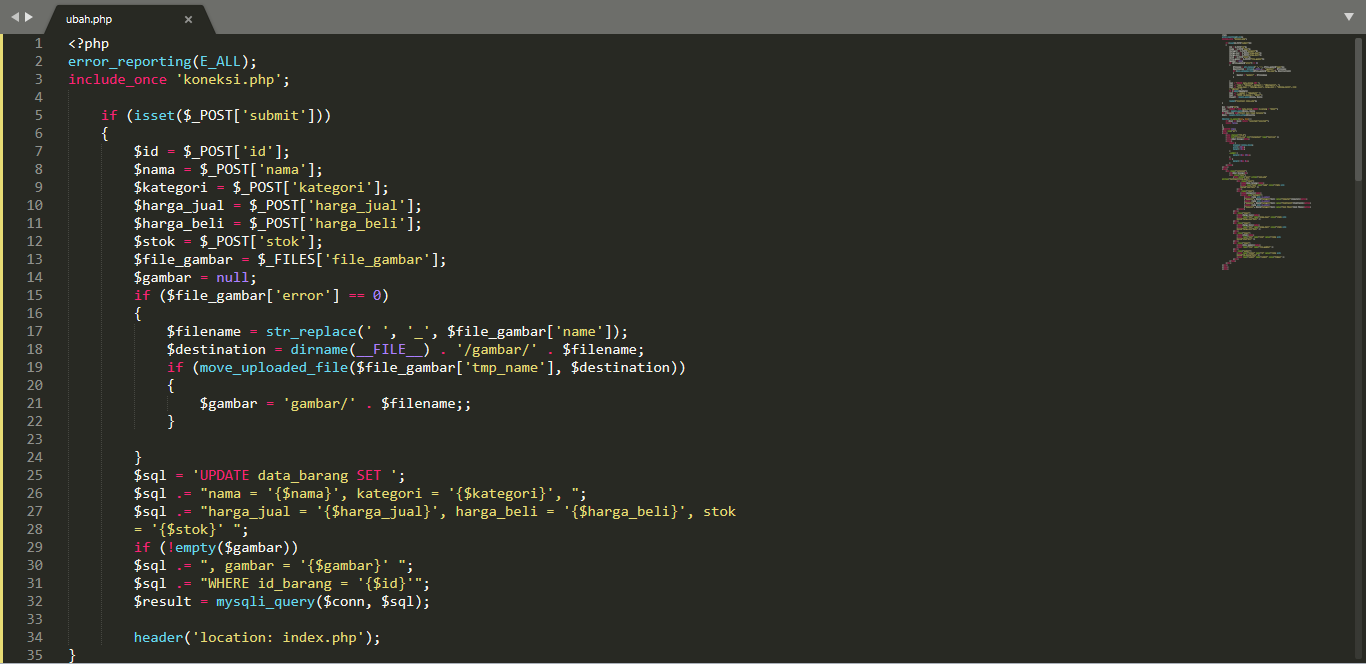 ubah.php
1 <?php
2 error_reporting(E_ALL);
3 include_once 'koneksi.php';
4
5     if (isset($_POST['submit']))
6     {
7         $id = $_POST['id'];
8         $nama = $_POST['nama'];
9         $kategori = $_POST['kategori'];
10         $harga_jual = $_POST['harga_jual'];
11         $harga_beli = $_POST['harga_beli'];
12         $stok = $_POST['stok'];
13         $file_gambar = $_FILES['file_gambar'];
14         $gambar = null;
15         if ($file_gambar['error'] == 0)
16         {
17             $filename = str_replace(' ', '_', $file_gambar['name']);
18             $destination = dirname(__FILE__) . '/gambar/' . $filename;
19             if (move_uploaded_file($file_gambar['tmp_name'], $destination))
20             {
21                 $gambar = 'gambar/' . $filename;;
22             }
23
24         }
25         $sql = 'UPDATE data_barang SET ';
26         $sql .= "nama = '{$nama}', kategori = '{$kategori}', ";
27         $sql .= "harga_jual = '{$harga_jual}', harga_beli = '{$harga_beli}', stok
28         = '{$stok}' ";
29         if (!empty($gambar))
30         $sql .= ", gambar = '{$gambar}' ";
31         $sql .= "WHERE id_barang = '{$id}'";
32         $result = mysqli_query($conn, $sql);
33
34         header('location: index.php');
35 }